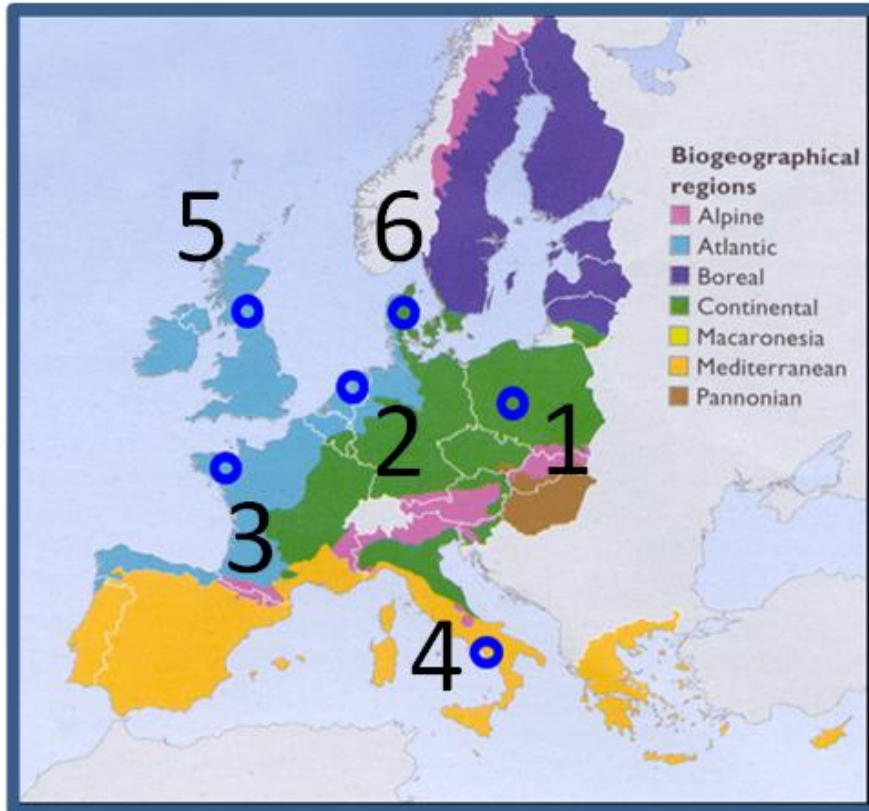 5
6
Biogeographical
regions
Alpine
Atlantic
Boreal
Continental
Macaronesia
Mediterranean
Pannonian
2
1
3
4